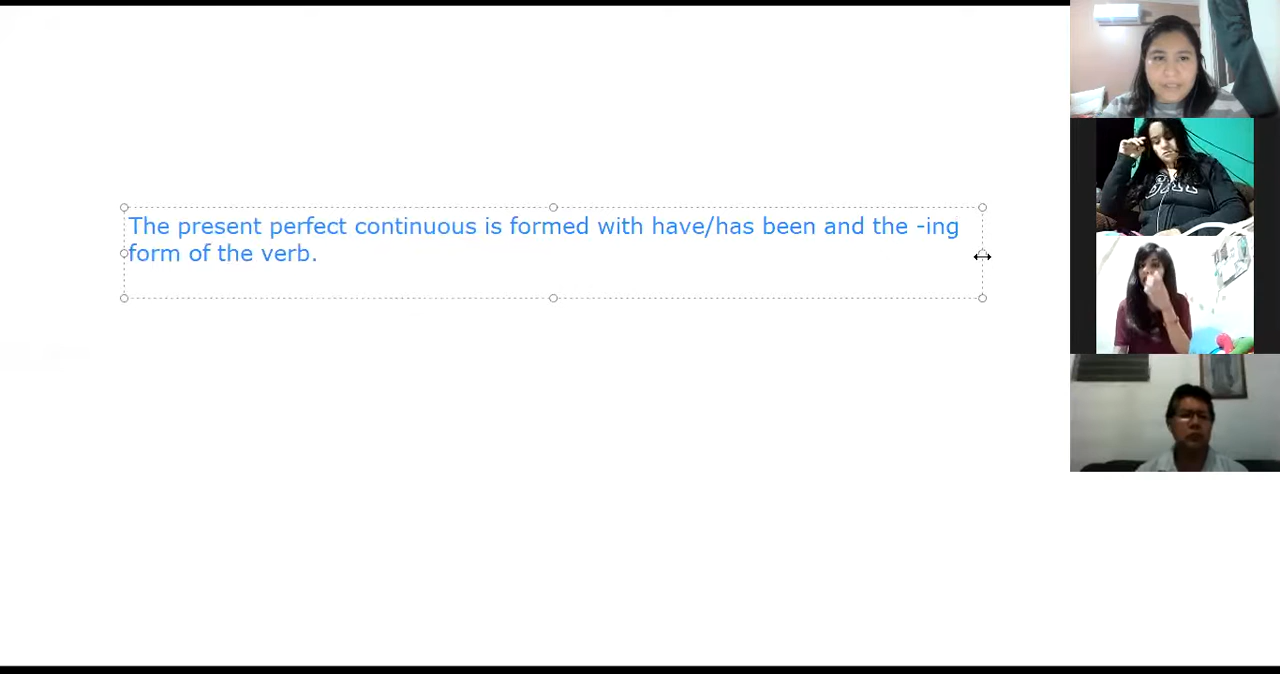 The present perfect continuous is formed with have/has been and the -ing
form of the verb.